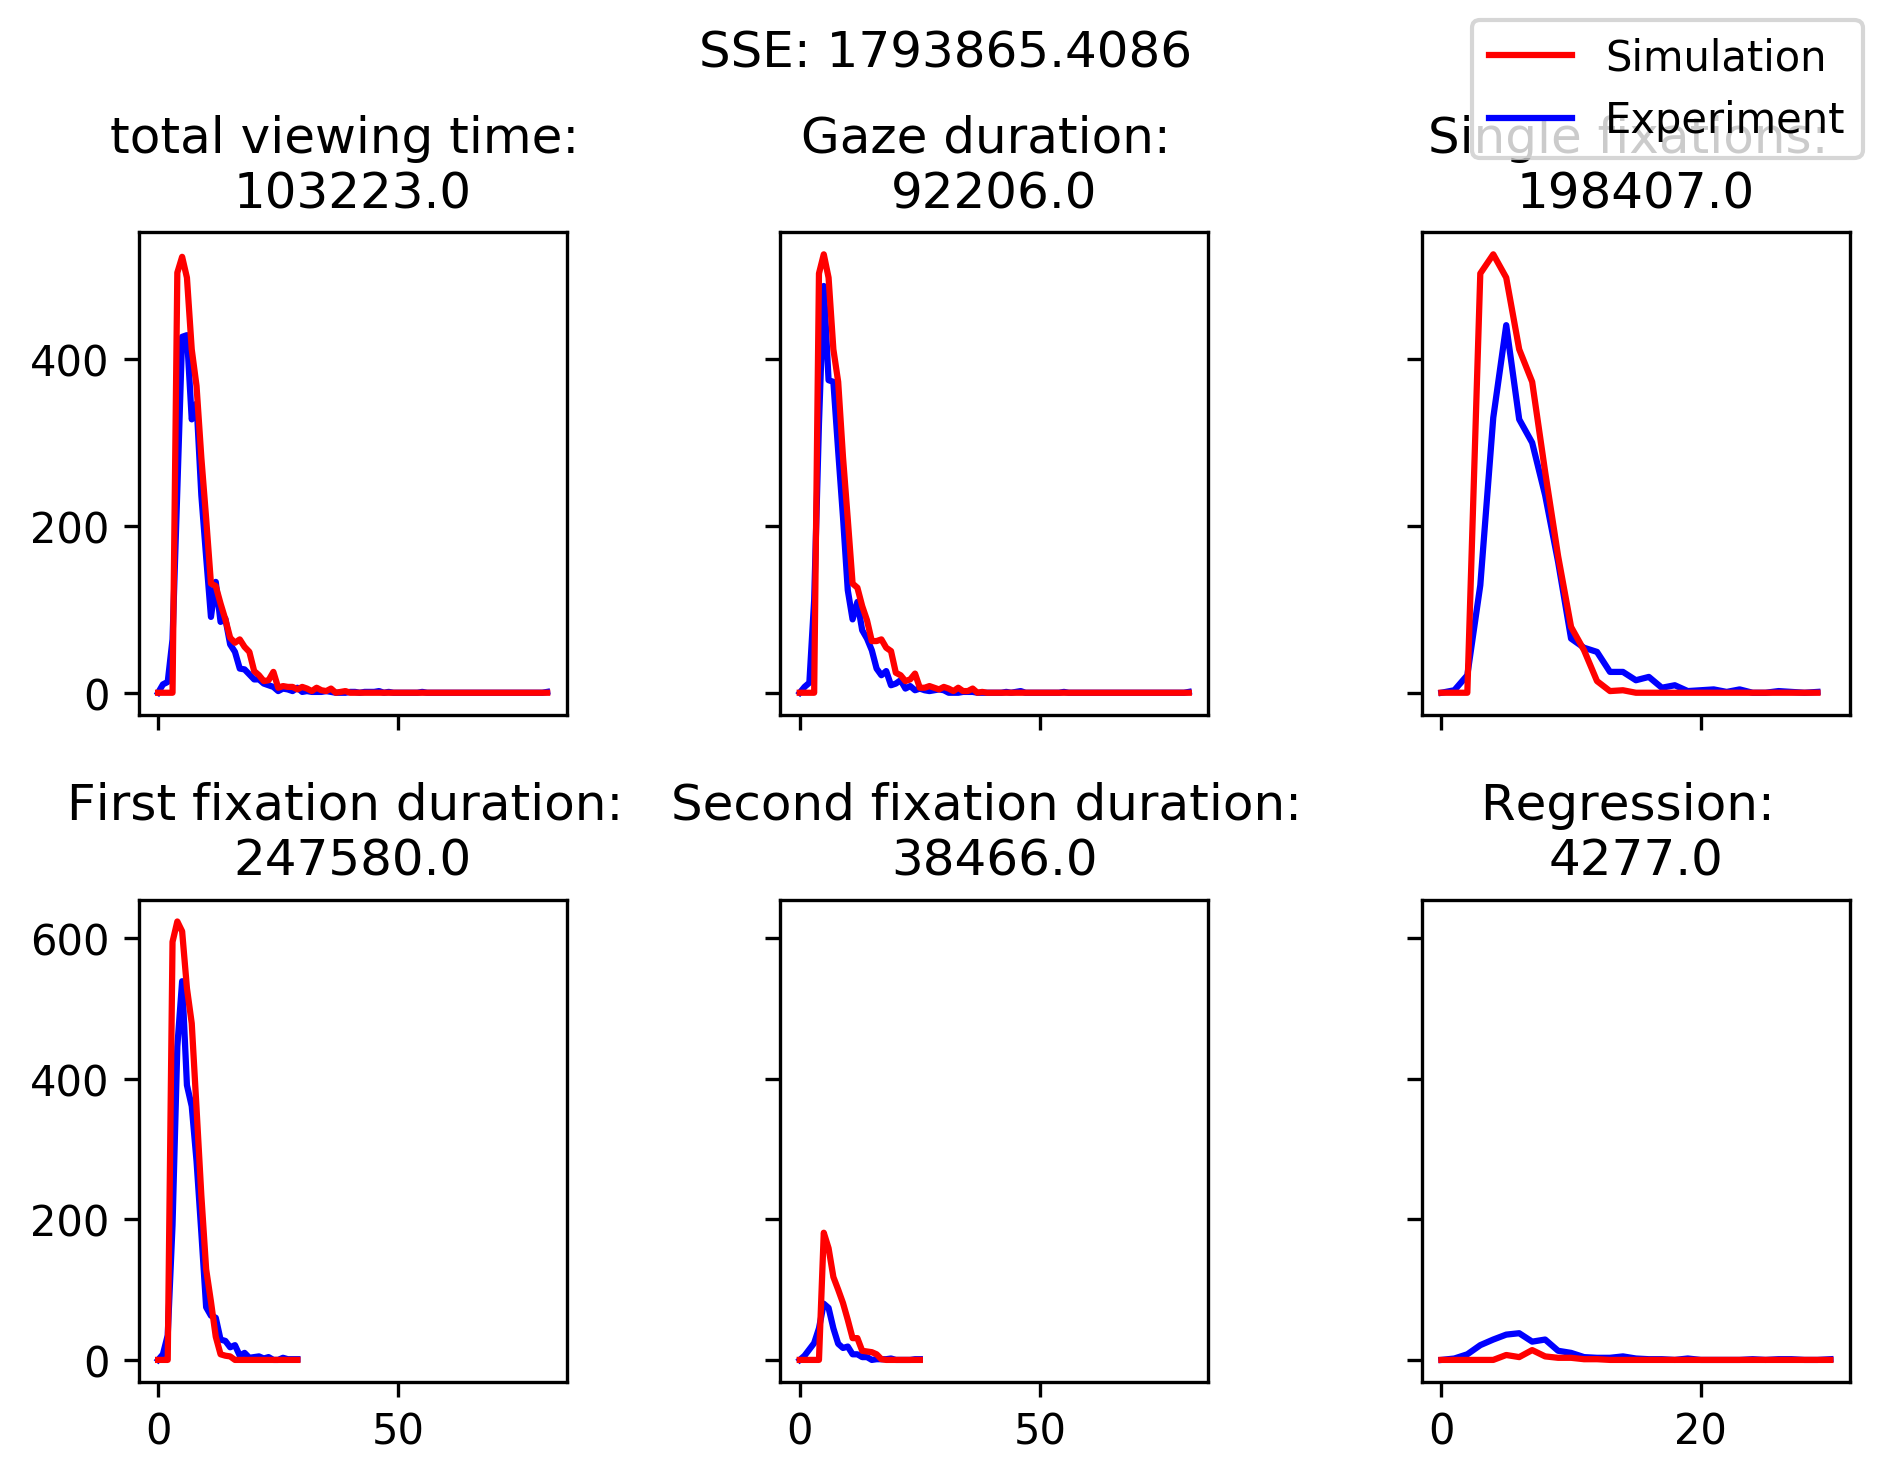 SSE: 1793865.4086
Simulation
Experiment
total viewing time:
103223.0
Gaze duration:
92206.0
Single fixations:
198407.0
400
200
0
First fixation duration:
247580.0
Second fixation duration:
38466.0
Regression:
4277.0
600
400
200
0
0
50
0
50
0
20